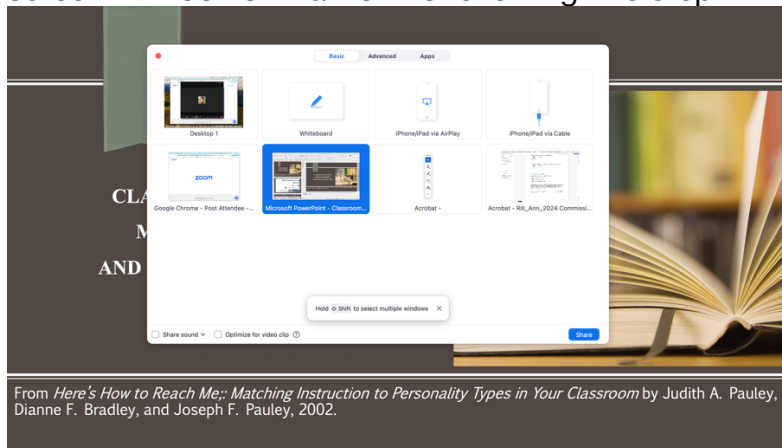 Basic Advanced Apps
Desktop 1 Whiteboard iPhone/iPad via AirPlay iPhone/iPad via Cable
zoom
Google Chrome - Post Attendee -... Microsoft PowerPoint - Classroom... Acrobat - Acrobat - Rill_Ann_2024 Commissi...
CLA
M
AND
Hold ⇧ Shift to select multiple windows ×
Share sound Optimize for video clip Share
From Here's How to Reach Me;: Matching Instruction to Personality Types in Your Classroom by Judith A. Pauley,
Dianne F. Bradley, and Joseph F. Pauley, 2002.